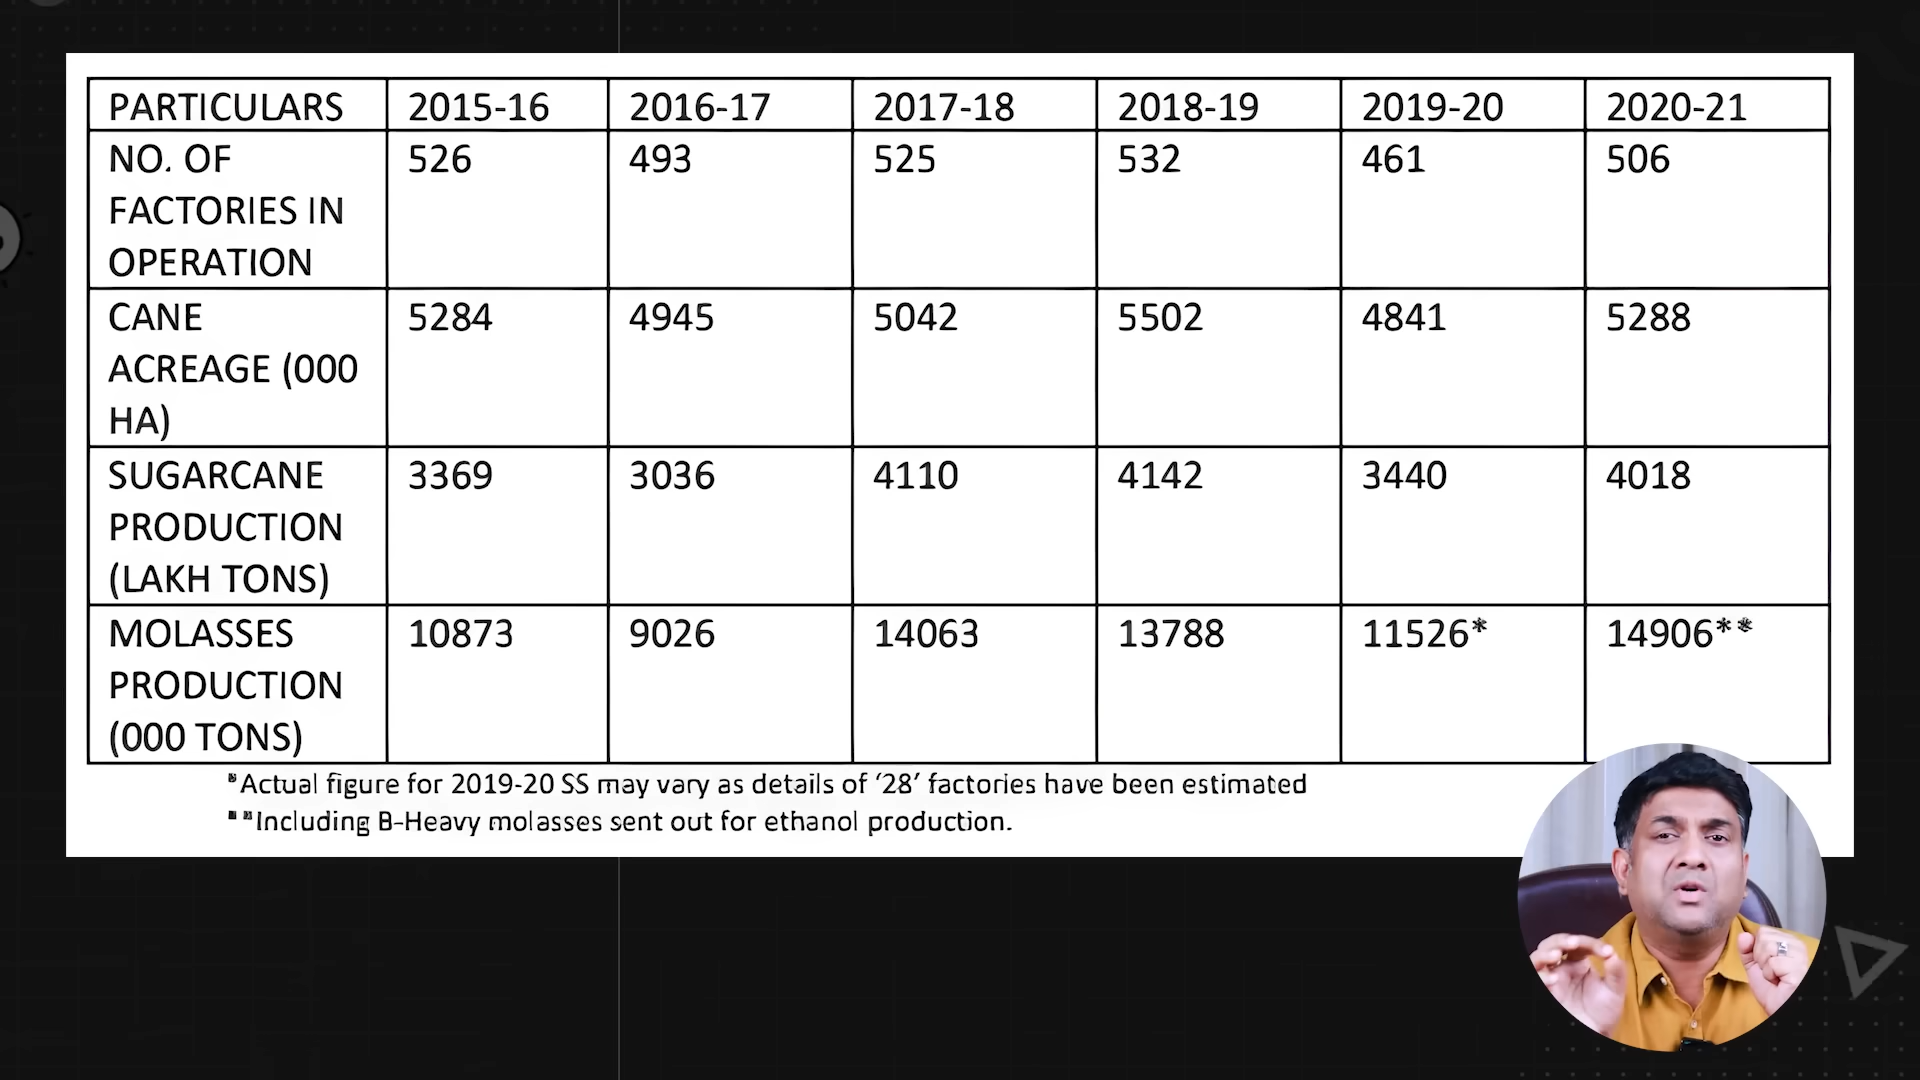 PARTICULARS 2015-16 2016-17 2017-18 2018-19 2019-20 2020-21
NO. OF 526 493 525 532 461 506
FACTORIES IN
OPERATION
CANE 5284 4945 5042 5502 4841 5288
ACREAGE (000
HA)
SUGARCANE 3369 3036 4110 4142 3440 4018
PRODUCTION
(LAKH TONS)
MOLASSES 10873 9026 14063 13788 11526* 14906**
PRODUCTION
(000 TONS)
*Actual figure for 2019-20 SS may vary as details of ‘28’ factories have been estimated
**Including B-Heavy molasses sent out for ethanol production.